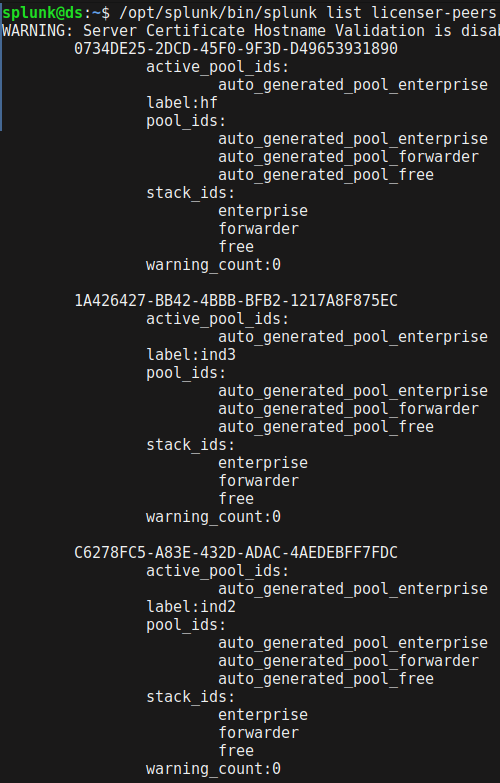 splunk@ds:~$ /opt/splunk/bin/splunk list licenser-peers
WARNING: Server Certificate Hostname Validation is
0734DE25-2DCD-45F0-9F3D-D49653931890
active_pool_ids:
auto_generated_pool_enterprise
label:hf
pool_ids:
auto_generated_pool_enterprise
auto_generated_pool_forwarder
auto_generated_pool_free
stack_ids:
enterprise
forwarder
free
warning_count:0
1A426427-BB42-4BBB-BFB2-1217A8F875EC
active_pool_ids:
auto_generated_pool_enterprise
label:ind3
pool_ids:
auto_generated_pool_enterprise
auto_generated_pool_forwarder
auto_generated_pool_free
stack_ids:
enterprise
forwarder
free
warning_count:0
C6278FC5-A83E-432D-ADAC-4AEDEBFF7FDC
active_pool_ids:
auto_generated_pool_enterprise
label:ind2
pool_ids:
auto_generated_pool_enterprise
auto_generated_pool_forwarder
auto_generated_pool_free
stack_ids:
enterprise
forwarder
free
warning_count:0